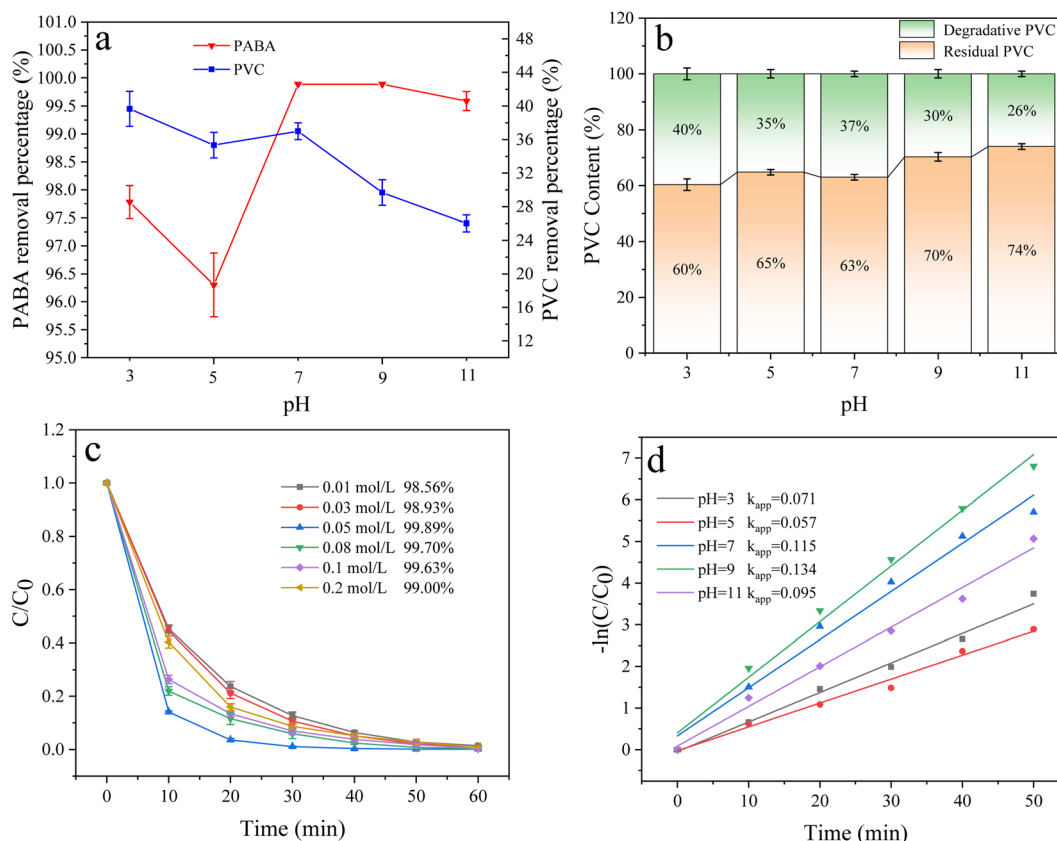 a
PABA
PVC
PABA removal percentage (%)
101.0
100.5
100.0
99.5
99.0
98.5
98.0
97.5
97.0
96.5
96.0
95.5
95.0
48
44
40
36
32
28
24
20
16
12
PVC removal percentage (%)
3 5 7 9 11
pH
b
Degradative PVC
Residual PVC
PVC Content (%)
120
100
80
60
40
20
0
40% 35% 37% 30% 26%
60% 65% 63% 70% 74%
3 5 7 9 11
pH
c
0.01 mol/L 98.56%
0.03 mol/L 98.93%
0.05 mol/L 99.89%
0.08 mol/L 99.70%
0.1 mol/L 99.63%
0.2 mol/L 99.00%
C/C0
1.2
1.0
0.8
0.6
0.4
0.2
0.0
0 10 20 30 40 50 60
Time (min)
d
pH=3 kapp=0.071
pH=5 kapp=0.057
pH=7 kapp=0.115
pH=9 kapp=0.134
pH=11 kapp=0.095
-ln(C/C0)
7
6
5
4
3
2
1
0
0 10 20 30 40 50
Time (min)